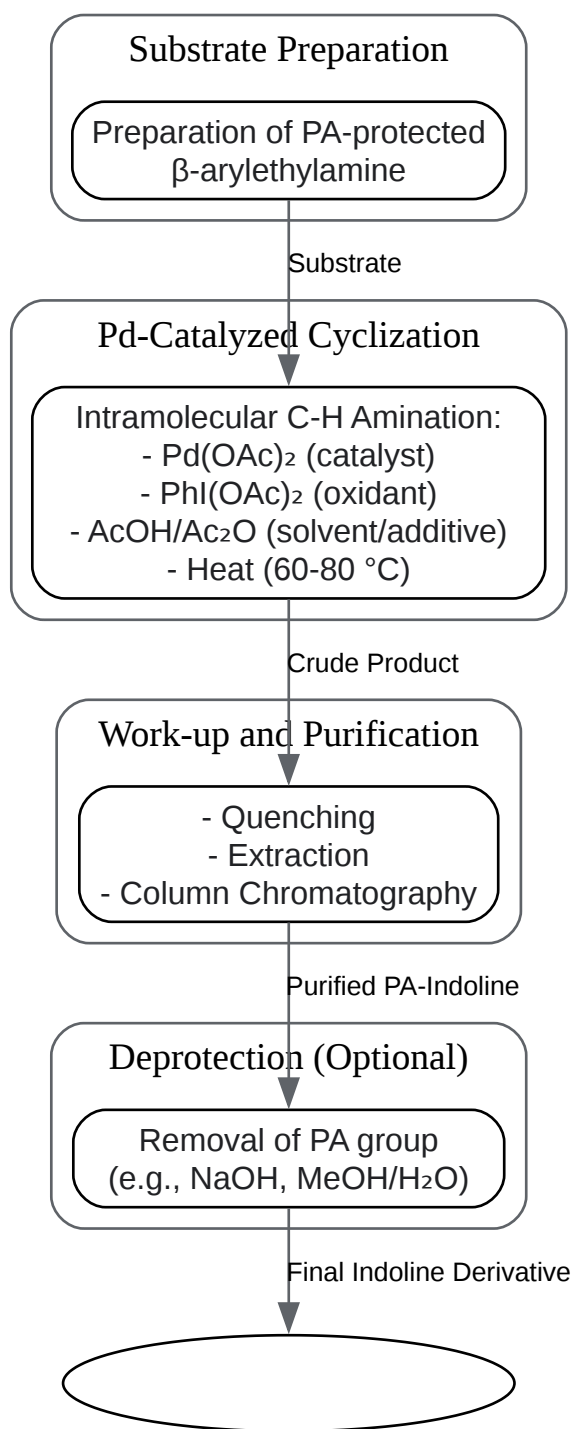 Substrate Preparation
Preparation of PA-protected
β-arylethylamine
Substrate
Pd-Catalyzed Cyclization
Intramolecular C-H Amination:
- Pd(OAc)₂ (catalyst)
- PhI(OAc)₂ (oxidant)
- AcOH/Ac₂O (solvent/additive)
- Heat (60-80 °C)
Crude Product
Work-up and Purification
- Quenching
- Extraction
- Column Chromatography
Purified PA-Indoline
Deprotection (Optional)
Removal of PA group
(e.g., NaOH, MeOH/H₂O)
Final Indoline Derivative